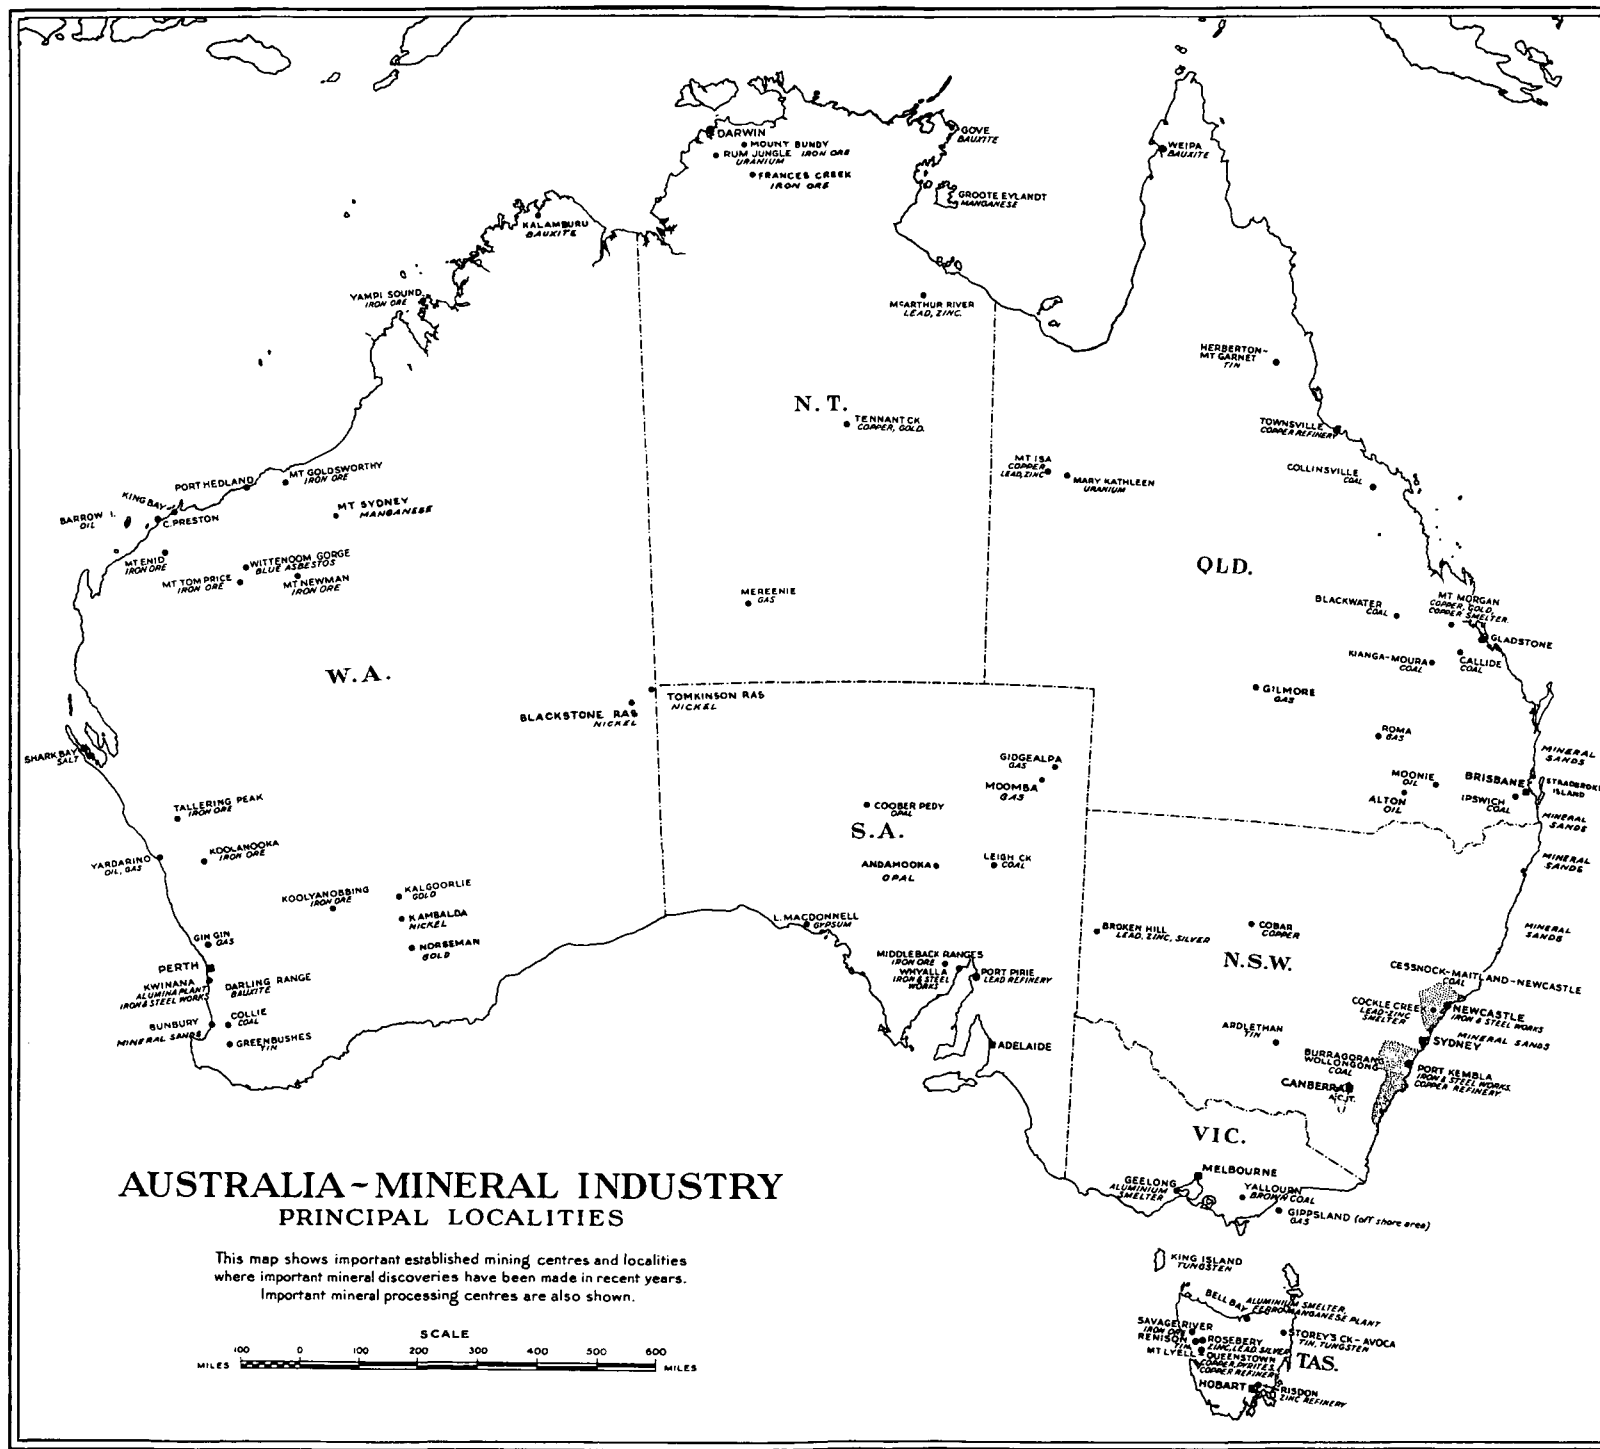 DARWIN
MOUNT BUNDY
IRON ORE
RUM JUNGLE
URANIUM
FRANCES CREEK
IRON ORE
GOVE
BAUXITE
GROOTE EYLANDT
MANGANESE
WEIPA
BAUXITE
KALAMBURU
BAUXITE
YAMPI SOUND
IRON ORE
McARTHUR RIVER
LEAD, ZINC.
HERBERTON-
MT GARNET
TIN
N.T.
TENNANT CK
COPPER, GOLD.
TOWNSVILLE
COPPER REFINERY
MT ISA
COPPER
LEAD, ZINC
MARY KATHLEEN
URANIUM
COLLINSVILLE
COAL
PORT HEDLAND
MT GOLDSWORTHY
IRON ORE
KING BAY
C. PRESTON
BARROW I.
OIL
MT SYDNEY
MANGANESE
MT ENID
IRON ORE
WITTENOOM GORGE
BLUE ASBESTOS
MT TOM PRICE
IRON ORE
MT NEWMAN
IRON ORE
QLD.
MEREENIE
GAS
BLACKWATER
COAL
MT MORGAN
COPPER, GOLD,
COPPER SMELTER.
GLADSTONE
KIANGA-MOURA
COAL
CALLIDE
COAL
W.A.
TOMKINSON RAS
NICKEL
BLACKSTONE RAS
NICKEL
GILMORE
GAS
ROMA
GAS
SHARK BAY
SALT
GIDGEALPA
GAS
MOOMBA
GAS
MOONIE
OIL
ALTON
OIL
BRISBANE
IPSWICH
COAL
MINERAL
SANDS
STRADBROKE
ISLAND
MINERAL
SANDS
TALLERING PEAK
IRON ORE
COOBER PEDY
OPAL
S.A.
YARDARINO
OIL, GAS
KOOLANOOKA
IRON ORE
ANDAMOOKA
OPAL
LEIGH CK
COAL
MINERAL
SANDS
KOOLYANOBBING
IRON ORE
KALGOORLIE
GOLD
KAMBALDA
NICKEL
NORSEMAN
GOLD
L. MACDONNELL
GYPSUM
BROKEN HILL
LEAD, ZINC, SILVER
COBAR
COPPER
MINERAL
SANDS
GIN GIN
GAS
PERTH
KWINANA
ALUMINA PLANT
IRON & STEEL WORKS
DARLING RANGE
BAUXITE
MIDDLEBACK RANGES
IRON ORE
WHYALLA
IRON & STEEL
WORKS
PORT PIRIE
LEAD REFINERY
N.S.W.
CESSNOCK-MAITLAND-NEWCASTLE
COAL
COCKLE CREEK
LEAD-ZINC
SMELTER
NEWCASTLE
IRON & STEEL WORKS
BUNBURY
MINERAL SANDS
COLLIE
COAL
GREENBUSHES
TIN
ADELAIDE
ARDLETHAN
TIN
MINERAL SANDS
SYDNEY
BURRAGORANG
WOLLONGONG
COAL
PORT KEMBLA
IRON & STEEL WORKS.
COPPER REFINERY.
CANBERRA
A.C.T.
VIC.
MELBOURNE
GEELONG
ALUMINIUM
SMELTER
YALLOURN
BROWN COAL
GIPPSLAND (off shore area)
GAS
AUSTRALIA~MINERAL INDUSTRY
PRINCIPAL LOCALITIES
This map shows important established mining centres and localities
where important mineral discoveries have been made in recent years.
Important mineral processing centres are also shown.
SCALE
MILES 100 0 100 200 300 400 500 600 MILES
KING ISLAND
TUNGSTEN
BELL BAY
ALUMINIUM SMELTER,
FERRO-MANGANESE PLANT
SAVAGE RIVER
IRON ORE
RENISON
TIN
ROSEBERY
ZINC, LEAD, SILVER
MT LYELL
QUEENSTOWN
COPPER, PYRITES,
COPPER REFINERY
STOREY'S CK-AVOCA
TIN, TUNGSTEN
TAS.
HOBART
RISDON
ZINC REFINERY